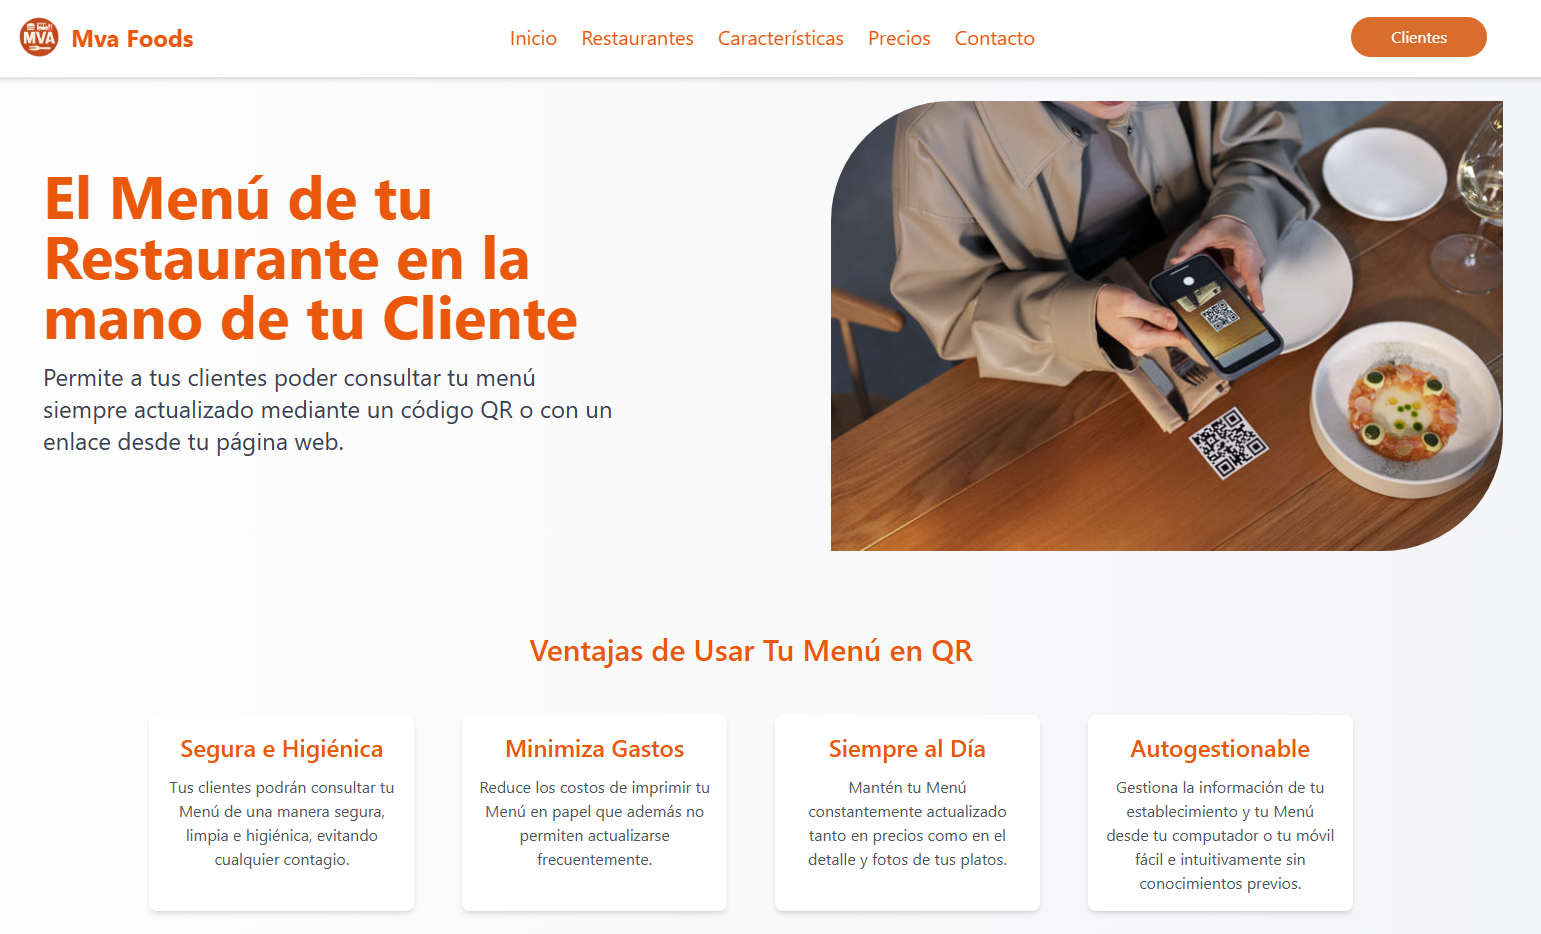 MVA
Mva Foods
Inicio Restaurantes Características Precios Contacto
Clientes
El Menú de tu
Restaurante en la
mano de tu Cliente
Permite a tus clientes poder consultar tu menú
siempre actualizado mediante un código QR o con un
enlace desde tu página web.
Ventajas de Usar Tu Menú en QR
Segura e Higiénica
Tus clientes podrán consultar tu
Menú de una manera segura,
limpia e higiénica, evitando
cualquier contagio.
Minimiza Gastos
Reduce los costos de imprimir tu
Menú en papel que además no
permiten actualizarse
frecuentemente.
Siempre al Día
Mantén tu Menú
constantemente actualizado
tanto en precios como en el
detalle y fotos de tus platos.
Autogestionable
Gestiona la información de tu
establecimiento y tu Menú
desde tu computador o tu móvil
fácil e intuitivamente sin
conocimientos previos.